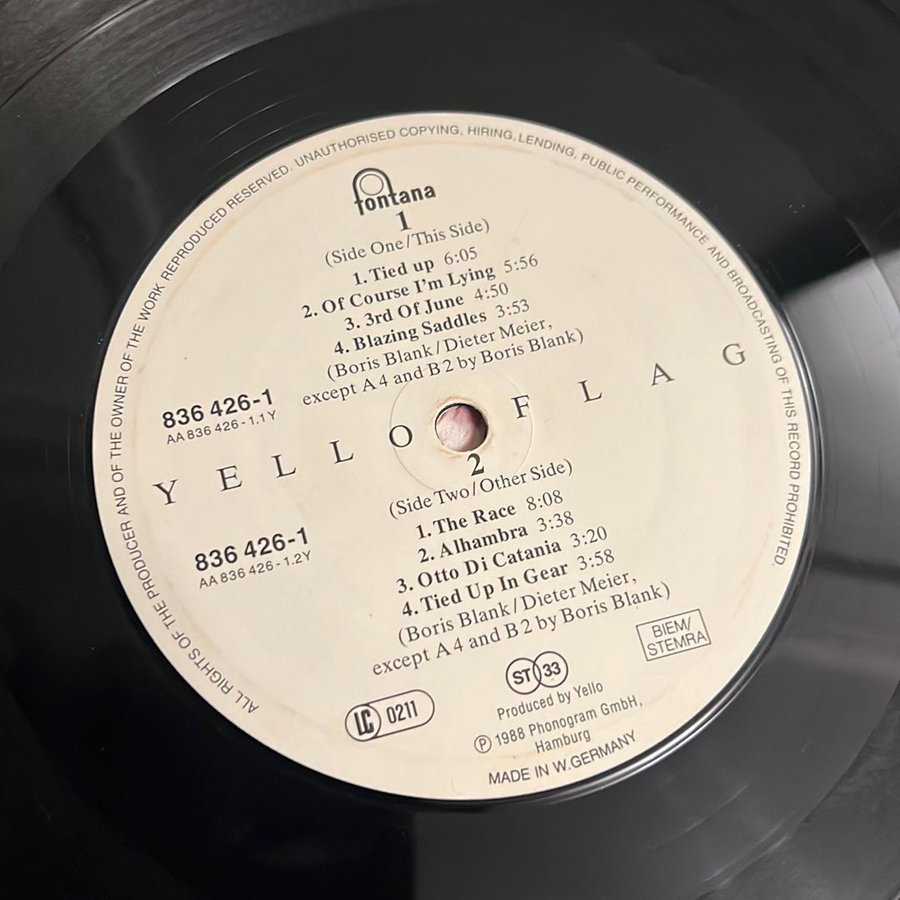 ALL RIGHTS OF THE PRODUCER AND OF THE OWNER OF THE WORK REPRODUCED RESERVED. UNAUTHORISED COPYING, HIRING, LENDING, PUBLIC PERFORMANCE AND BROADCASTING OF THIS RECORD PROHIBITED.
fontana
1
(Side One/This Side)
1. Tied up 6:05
2. Of Course I'm Lying 5:56
3. 3rd Of June 4:50
4. Blazing Saddles 3:53
(Boris Blank/Dieter Meier,
except A4 and B2 by Boris Blank)
836 426-1
AA 836 426-1.1Y
YELLO FLAG
2
(Side Two/Other Side)
836 426-1
AA 836 426-1.2Y
1. The Race 8:08
2. Alhambra 3:38
3. Otto Di Catania 3:20
4. Tied Up In Gear 3:58
(Boris Blank/Dieter Meier,
except A4 and B2 by Boris Blank)
BIEM/
STEMRA
ST 33
LC 0211
Produced by Yello
Ⓟ 1988 Phonogram GmbH,
Hamburg
MADE IN W.GERMANY